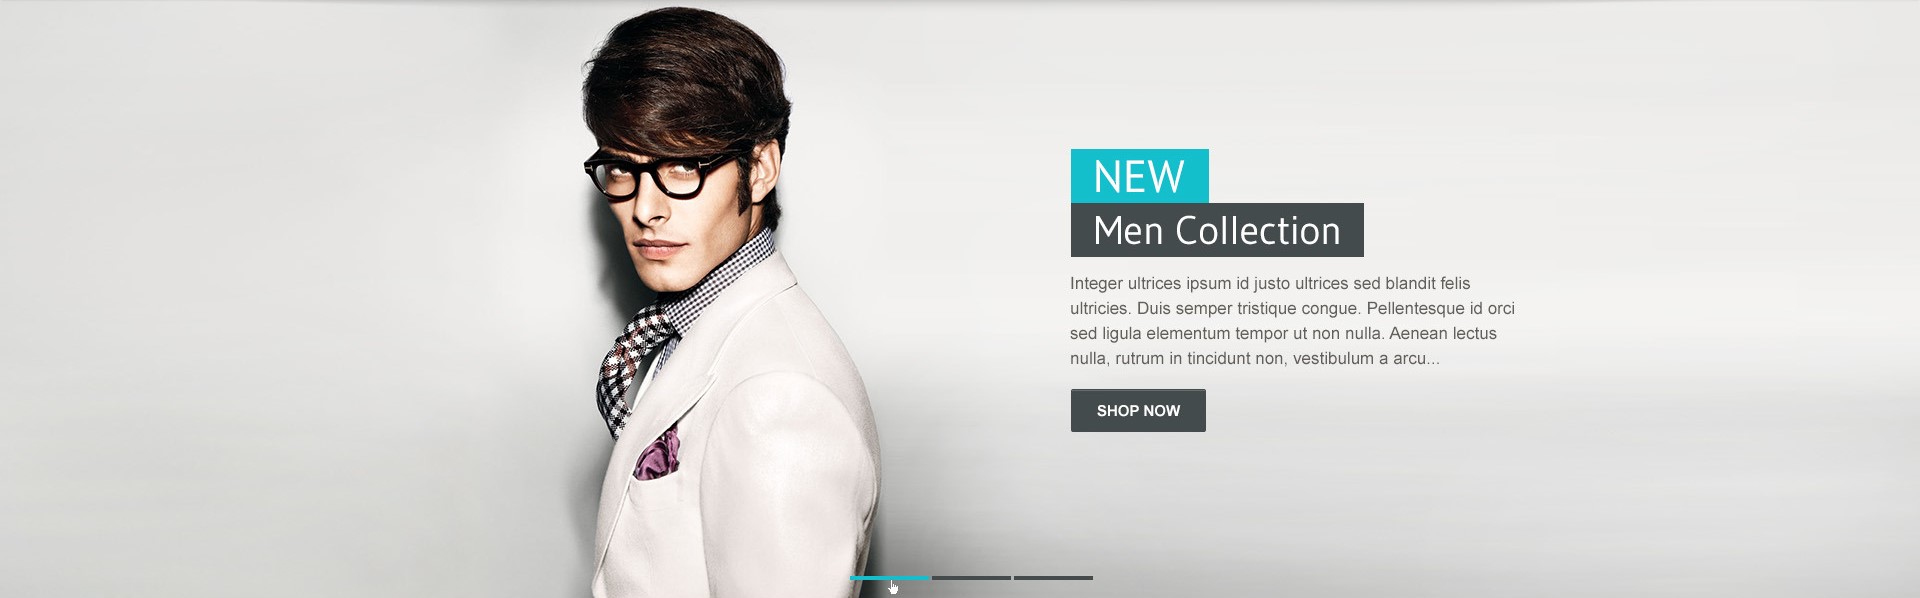 NEW
Men Collection
Integer ultrices ipsum id justo ultrices sed blandit felis
ultricies. Duis semper tristique congue. Pellentesque id orci
sed ligula elementum tempor ut non nulla. Aenean lectus
nulla, rutrum in tincidunt non, vestibulum a arcu...
SHOP NOW